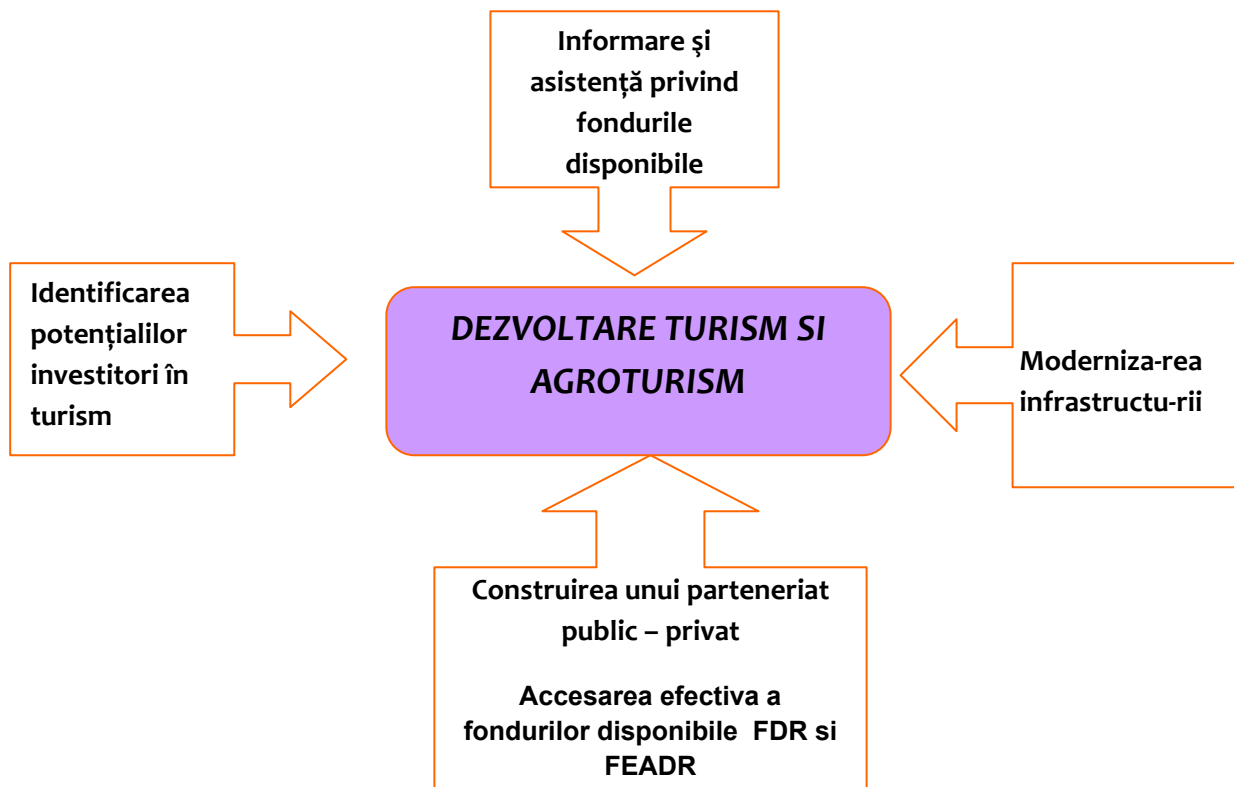 Informare şi
asistență privind
fondurile
disponibile
Identificarea
potențialilor
investitori în
turism
DEZVOLTARE TURISM SI
AGROTURISM
Moderniza-rea
infrastructu-rii
Construirea unui parteneriat
public – privat
Accesarea efectiva a
fondurilor disponibile FDR si
FEADR